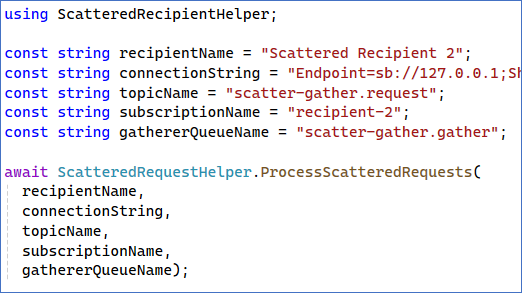 using ScatteredRecipientHelper;
const string recipientName = "Scattered Recipient 2";
const string connectionString = "Endpoint=sb://127.0.0.1;Sh
const string topicName = "scatter-gather.request";
const string subscriptionName = "recipient-2";
const string gathererQueueName = "scatter-gather.gather";
await ScatteredRequestHelper.ProcessScatteredRequests(
recipientName,
connectionString,
topicName,
subscriptionName,
gathererQueueName);